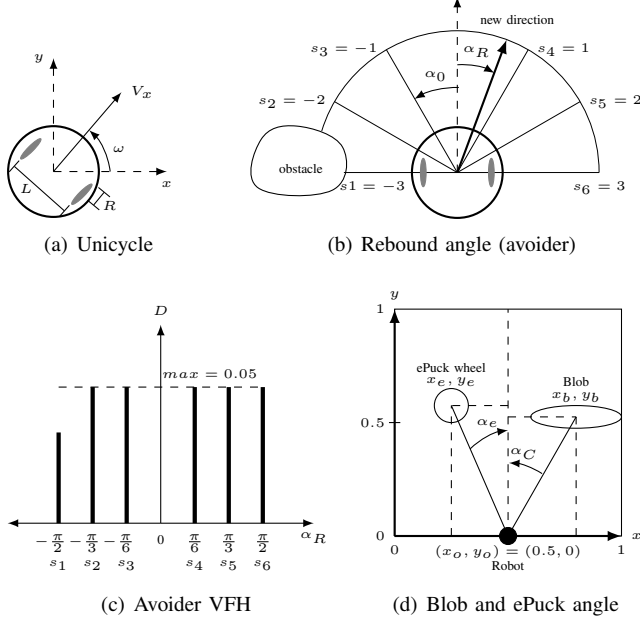 y
V_x
ω
x
L
R
(a) Unicycle
new direction
s_3 = −1
α_R
s_4 = 1
α_0
s_2 = −2
s_5 = 2
obstacle
s1 = −3
s_6 = 3
(b) Rebound angle (avoider)
D
max = 0.05
−π/2
−π/3
−π/6
0
π/6
π/3
π/2
α_R
s_1
s_2
s_3
s_4
s_5
s_6
(c) Avoider VFH
y
1
ePuck wheel
x_e, y_e
Blob
x_b, y_b
0.5
α_e
α_C
0
x
0
(x_o, y_o) = (0.5, 0)
1
Robot
(d) Blob and ePuck angle